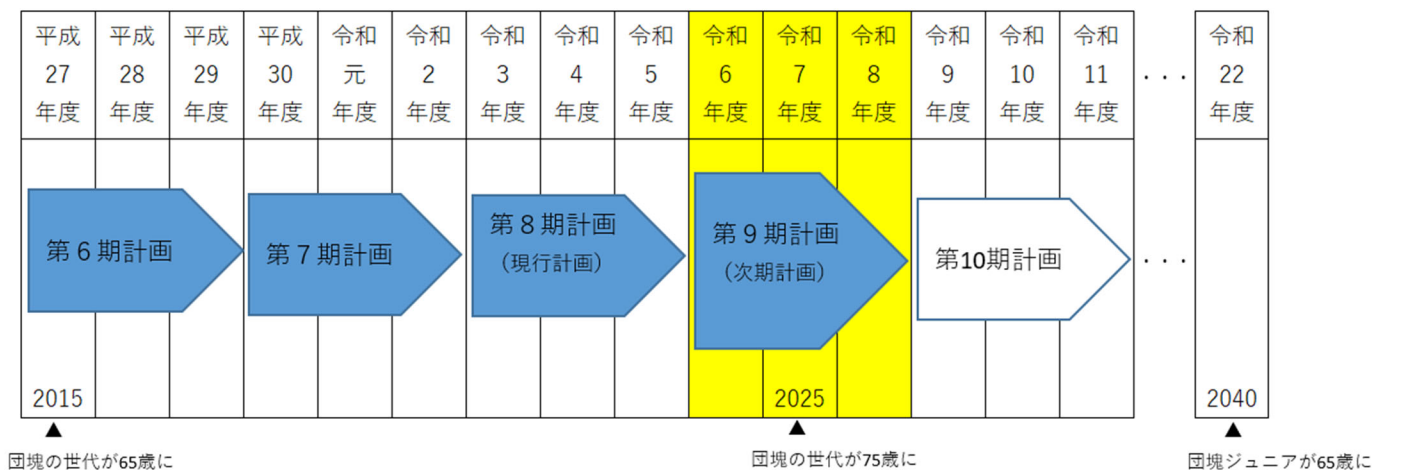 平成
27
年度
平成
28
年度
平成
29
年度
平成
30
年度
令和
元
年度
令和
2
年度
令和
3
年度
令和
4
年度
令和
5
年度
令和
6
年度
令和
7
年度
令和
8
年度
令和
9
年度
令和
10
年度
令和
11
年度
・・・
令和
22
年度
第６期計画
第７期計画
第８期計画
（現行計画）
第９期計画
（次期計画）
第10期計画
・・・
2015
2025
2040
▲
団塊の世代が65歳に
▲
団塊の世代が75歳に
▲
団塊ジュニアが65歳に